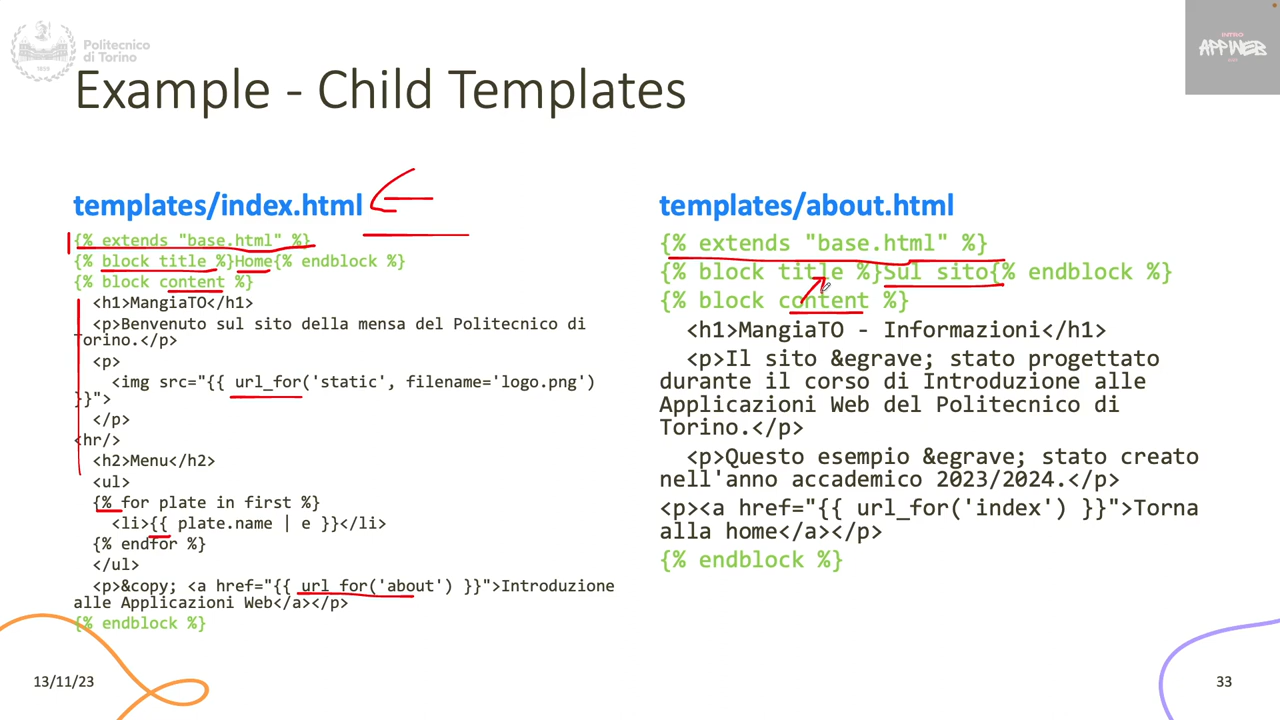 Politecnico
di Torino
INTRO
APPWEB
Example - Child Templates
templates/index.html
{% extends "base.html" %}
{% block title %}Home{% endblock %}
{% block content %}
<h1>MangiaTO</h1>
<p>Benvenuto sul sito della mensa del Politecnico di
Torino.</p>
<p>
<img src="{{ url_for('static', filename='logo.png')
}}">
</p>
<hr/>
<h2>Menu</h2>
<ul>
{% for plate in first %}
<li>{{ plate.name | e }}</li>
{% endfor %}
</ul>
<p>&copy; <a href="{{ url_for('about') }}">Introduzione
alle Applicazioni Web</a></p>
{% endblock %}
templates/about.html
{% extends "base.html" %}
{% block title %}Sul sito{% endblock %}
{% block content %}
<h1>MangiaTO - Informazioni</h1>
<p>Il sito &egrave; stato progettato
durante il corso di Introduzione alle
Applicazioni Web del Politecnico di
Torino.</p>
<p>Questo esempio &egrave; stato creato
nell'anno accademico 2023/2024.</p>
<p><a href="{{ url_for('index') }}">Torna
alla home</a></p>
{% endblock %}
13/11/23
33